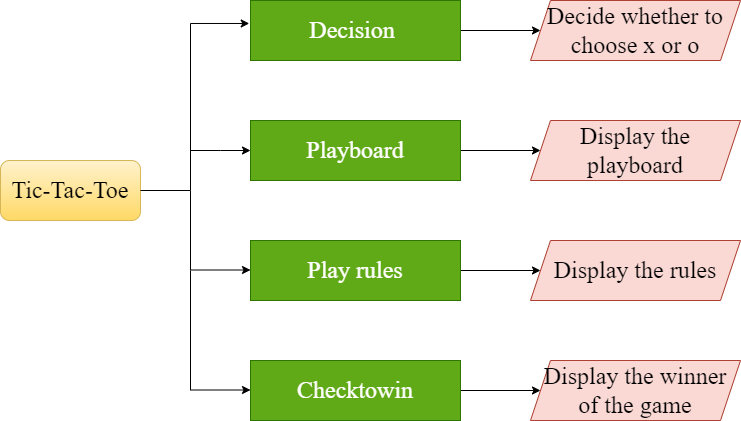 Decision
Decide whether to
choose x or o
Playboard
Display the
playboard
Tic-Tac-Toe
Play rules
Display the rules
Checktowin
Display the winner
of the game